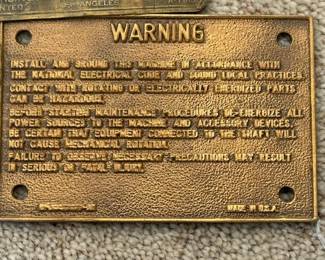 ANGELES
WARNING
INSTALL AND GROUND THIS MACHINE IN ACCORDANCE WITH
THE NATIONAL ELECTRICAL CODE AND SOUND LOCAL PRACTICES.
CONTACT WITH ROTATING OR ELECTRICALLY ENERGIZED PARTS
CAN BE HAZARDOUS.
BEFORE STARTING MAINTENANCE PROCEDURES DE-ENERGIZE ALL
POWER SOURCES TO THE MACHINE AND ACCESSORY DEVICES.
BE CERTAIN THAT EQUIPMENT CONNECTED TO THE SHAFT WILL
NOT CAUSE MECHANICAL ROTATION.
FAILURE TO OBSERVE NECESSARY PRECAUTIONS MAY RESULT
IN SERIOUS OR FATAL INJURY.
MADE IN U.S.A.